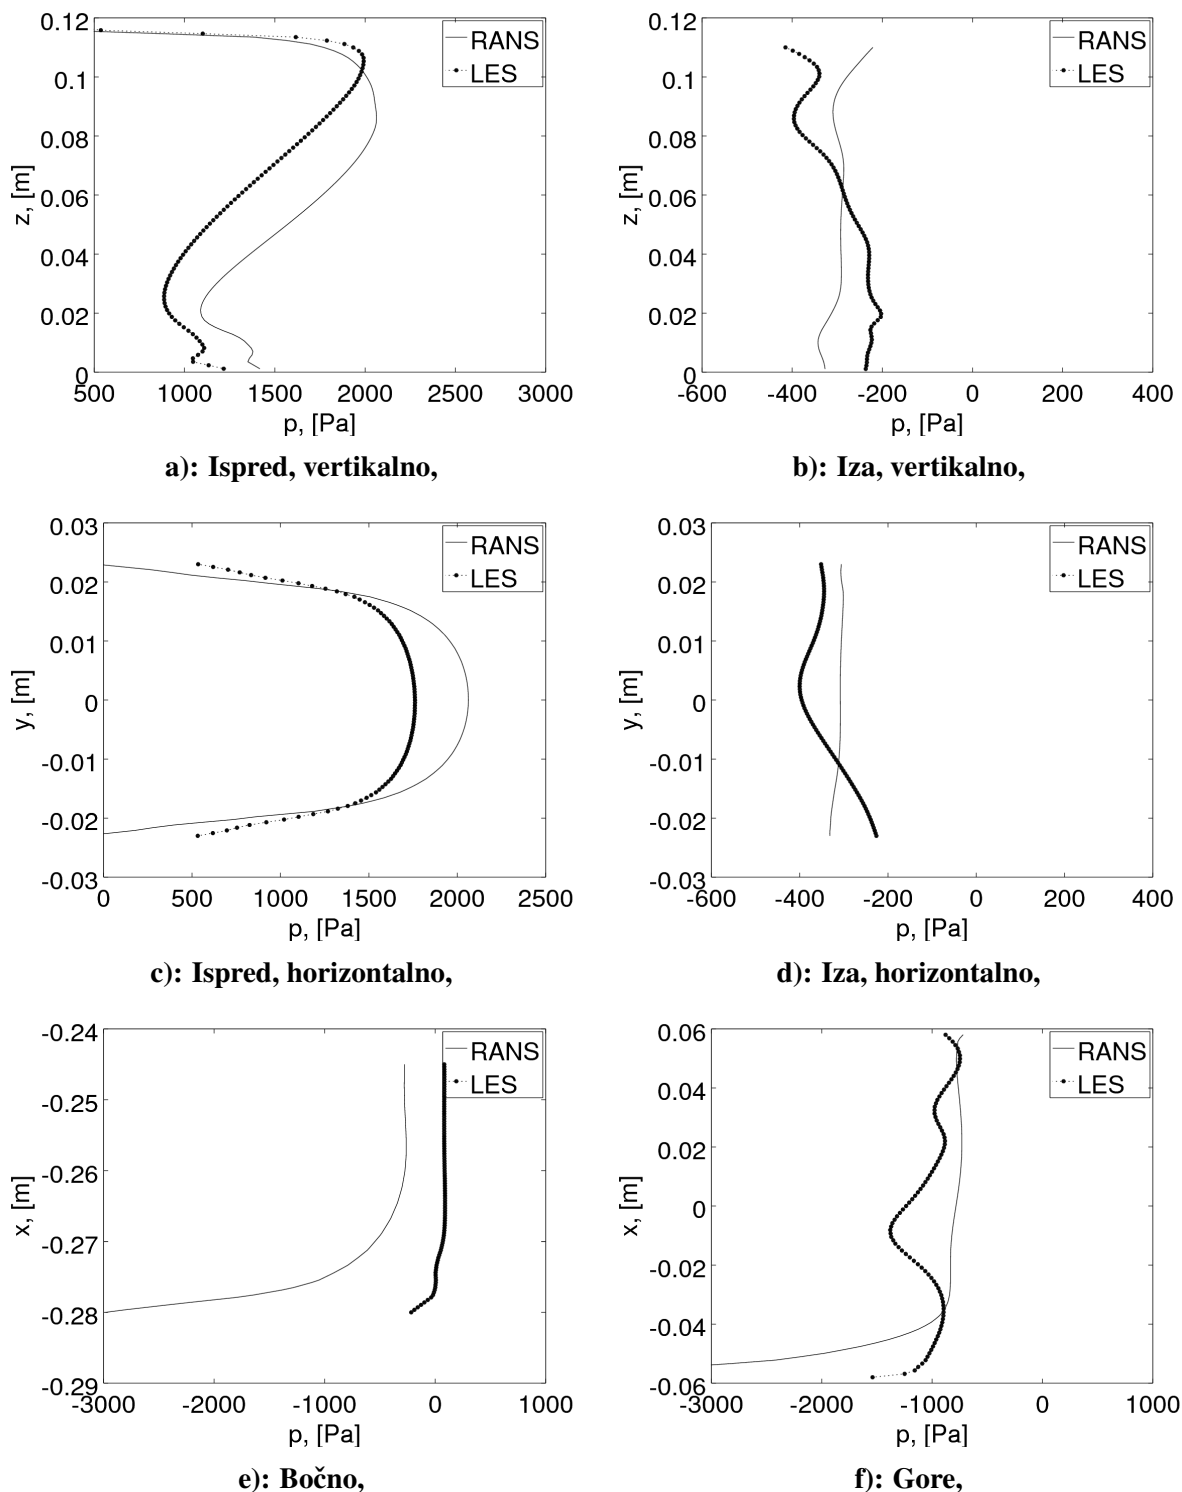 0.12
0.1
0.08
0.06
0.04
0.02
0
z, [m]
500 1000 1500 2000 2500 3000
p, [Pa]
RANS
LES
a): Ispred, vertikalno,
0.12
0.1
0.08
0.06
0.04
0.02
0
z, [m]
-600 -400 -200 0 200 400
p, [Pa]
RANS
LES
b): Iza, vertikalno,
0.03
0.02
0.01
0
-0.01
-0.02
-0.03
y, [m]
0 500 1000 1500 2000 2500
p, [Pa]
RANS
LES
c): Ispred, horizontalno,
0.03
0.02
0.01
0
-0.01
-0.02
-0.03
y, [m]
-600 -400 -200 0 200 400
p, [Pa]
RANS
LES
d): Iza, horizontalno,
-0.24
-0.25
-0.26
-0.27
-0.28
-0.29
x, [m]
-3000 -2000 -1000 0 1000
p, [Pa]
RANS
LES
e): Bočno,
0.06
0.04
0.02
0
-0.02
-0.04
-0.06
x, [m]
-3000 -2000 -1000 0 1000
p, [Pa]
RANS
LES
f): Gore,